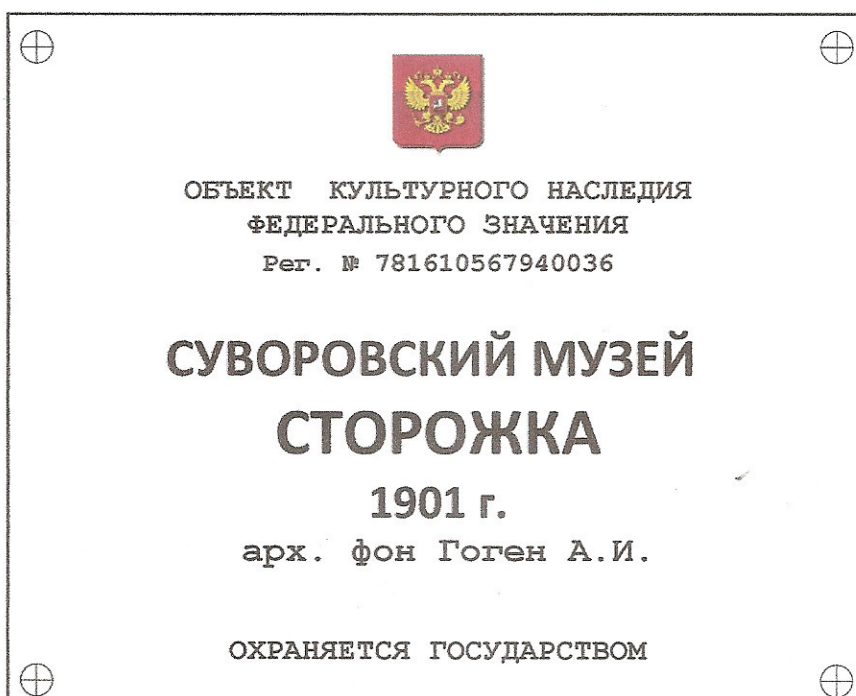 ОБЪЕКТ КУЛЬТУРНОГО НАСЛЕДИЯ
ФЕДЕРАЛЬНОГО ЗНАЧЕНИЯ
Рег. № 781610567940036
СУВОРОВСКИЙ МУЗЕЙ
СТОРОЖКА
1901 г.
арх. фон Гоген А.И.
ОХРАНЯЕТСЯ ГОСУДАРСТВОМ